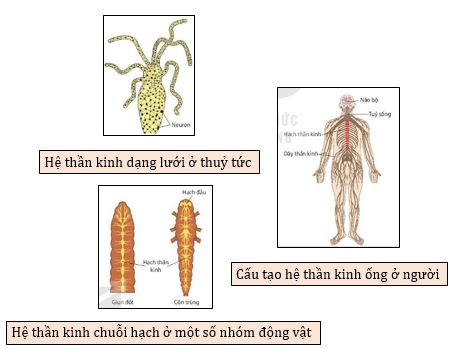 Neuron
Hệ thần kinh dạng lưới ở thuỷ tức
Não bộ
Tuỷ sống
Hạch thần kinh
Dây thần kinh
Cấu tạo hệ thần kinh ống ở người
Hạch đầu
Hạch thần
kinh
Giun đốt
Côn trùng
Hệ thần kinh chuỗi hạch ở một số nhóm động vật